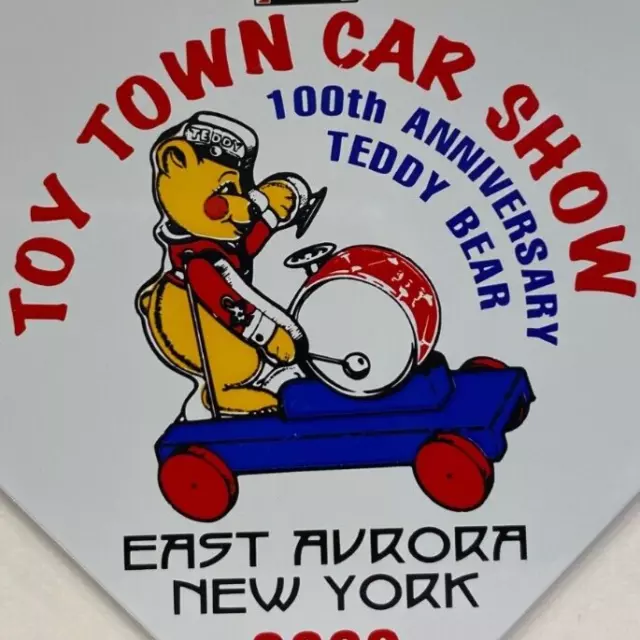 TOY TOWN CAR SHOW
100th ANNIVERSARY
TEDDY BEAR
TEDDY
EAST AURORA
NEW YORK